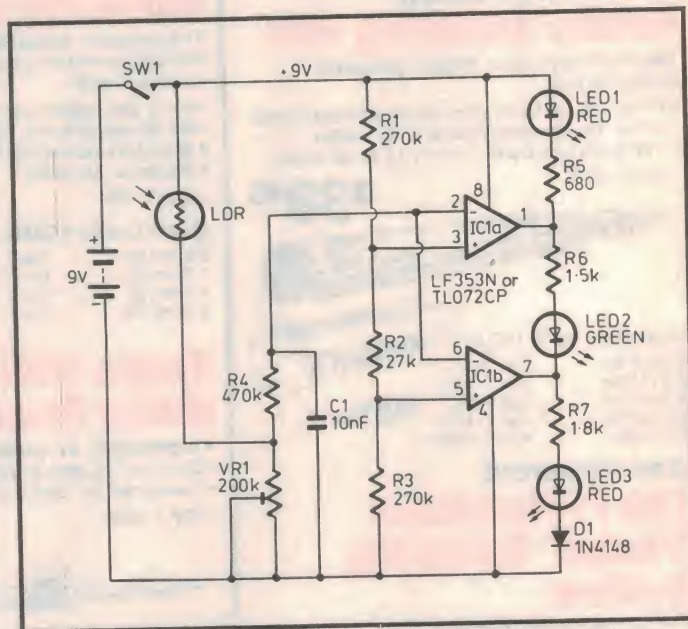 SW1
+9V
LED1
RED
R1
270k
R5
680
LDR
2
-
8
1
3
+
IC1a
LF353N or
TL072CP
R6
1·5k
+
9V
-
LED2
GREEN
R2
27k
6
-
7
5
+
IC1b
4
R4
470k
C1
10nF
R7
1·8k
VR1
200k
R3
270k
LED3
RED
D1
1N4148